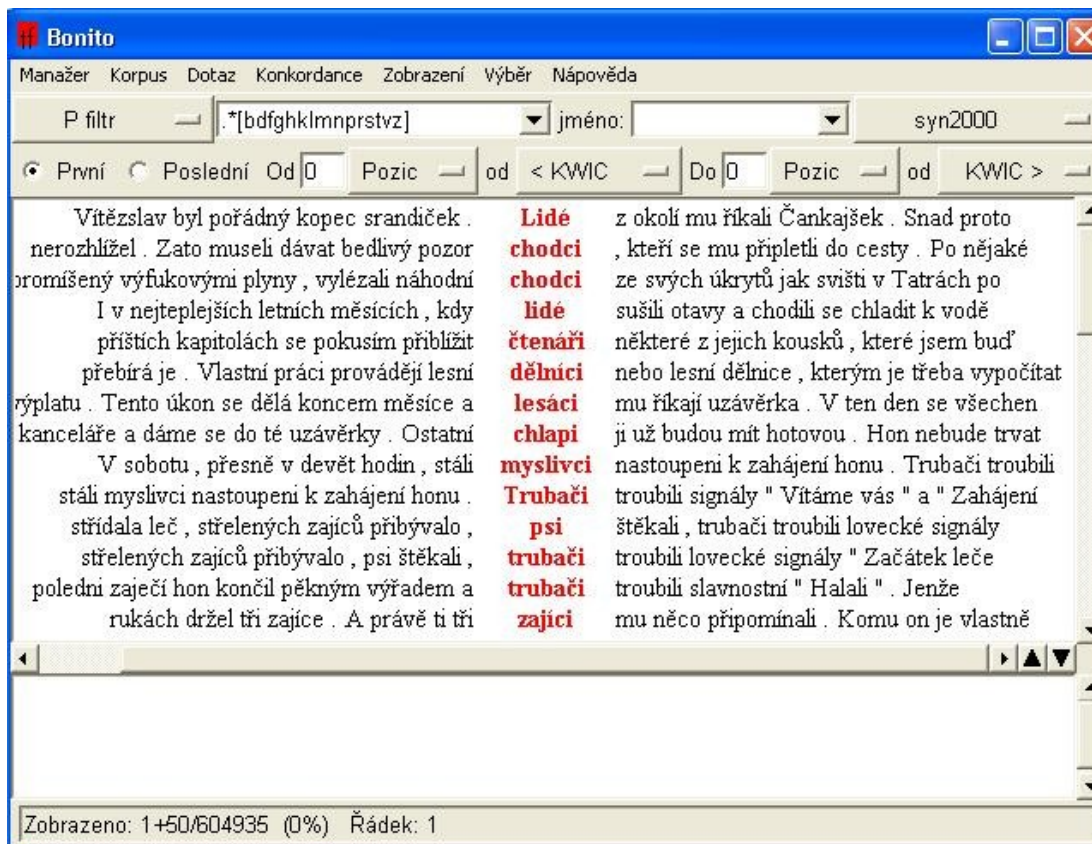 Bonito
Manažer Korpus Dotaz Konkordance Zobrazení Výběr Nápověda
P filtr .*[bdfghklmnprstvz] jméno: syn2000
První Poslední Od 0 Pozic od < KWIC Do 0 Pozic od KWIC >
Vítězslav byl pořádný kopec srandiček . Lidé z okolí mu říkali Čankajšek . Snad proto
nerozhlížel . Zato museli dávat bedlivý pozor chodci , kteří se mu připletli do cesty . Po nějaké
promíšený výfukovými plyny , vylézali náhodní chodci ze svých úkrytů jak svišti v Tatrách po
I v nejteplejších letních měsících , kdy lidé sušili otavy a chodili se chladit k vodě
příštích kapitolách se pokusím přiblížit čtenáři některé z jejich kousků , které jsem buď
přebírá je . Vlastní práci provádějí lesní dělníci nebo lesní dělnice , kterým je třeba vypočítat
výplatu . Tento úkon se dělá koncem měsíce a lesáci mu říkají uzávěrka . V ten den se všechen
kanceláře a dáme se do té uzávěrky . Ostatní chlapi ji už budou mít hotovou . Hon nebude trvat
V sobotu , přesně v devět hodin , stáli myslivci nastoupeni k zahájení honu . Trubači troubili
stáli myslivci nastoupeni k zahájení honu . Trubači troubili signály " Vítáme vás " a " Zahájení
střídala leč , střelených zajíců přibývalo , psi štěkali , trubači troubili lovecké signály
střelených zajíců přibývalo , psi štěkali , trubači troubili lovecké signály " Začátek leče
poledni zaječí hon končil pěkným výřadem a trubači troubili slavnostní " Halali " . Jenže
rukách držel tři zajíce . A právě ti tři zajíci mu něco připomínali . Komu on je vlastně
Zobrazeno: 1+50/604935 (0%) Řádek: 1